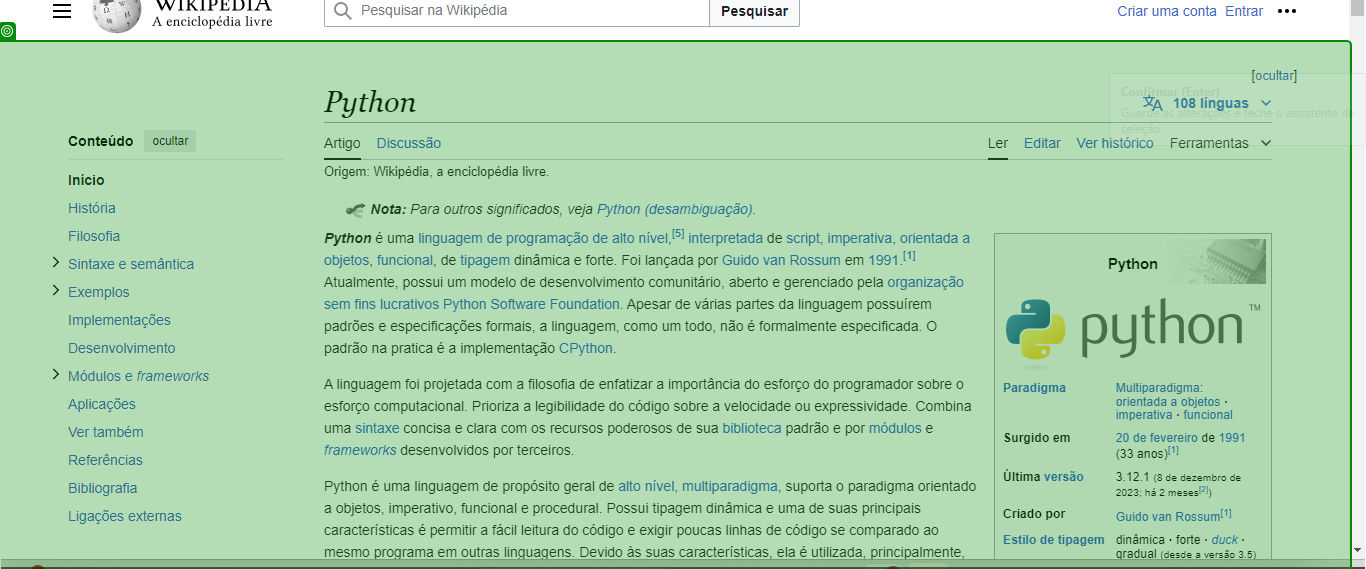 WIKIPEDIA
A enciclopédia livre
Pesquisar na Wikipédia
Pesquisar
Criar uma conta Entrar
[ocultar]
Confirmar (Enter)
Guarde as alterações e feche o assistente de
seleção.
Python
108 línguas
Conteúdo ocultar
Início
História
Filosofia
Sintaxe e semântica
Exemplos
Implementações
Desenvolvimento
Módulos e frameworks
Aplicações
Ver também
Referências
Bibliografia
Ligações externas
Artigo Discussão
Ler Editar Ver histórico Ferramentas
Origem: Wikipédia, a enciclopédia livre.
Nota: Para outros significados, veja Python (desambiguação).
Python é uma linguagem de programação de alto nível,[5] interpretada de script, imperativa, orientada a
objetos, funcional, de tipagem dinâmica e forte. Foi lançada por Guido van Rossum em 1991.[1]
Atualmente, possui um modelo de desenvolvimento comunitário, aberto e gerenciado pela organização
sem fins lucrativos Python Software Foundation. Apesar de várias partes da linguagem possuírem
padrões e especificações formais, a linguagem, como um todo, não é formalmente especificada. O
padrão na pratica é a implementação CPython.
A linguagem foi projetada com a filosofia de enfatizar a importância do esforço do programador sobre o
esforço computacional. Prioriza a legibilidade do código sobre a velocidade ou expressividade. Combina
uma sintaxe concisa e clara com os recursos poderosos de sua biblioteca padrão e por módulos e
frameworks desenvolvidos por terceiros.
Python é uma linguagem de propósito geral de alto nível, multiparadigma, suporta o paradigma orientado
a objetos, imperativo, funcional e procedural. Possui tipagem dinâmica e uma de suas principais
características é permitir a fácil leitura do código e exigir poucas linhas de código se comparado ao
mesmo programa em outras linguagens. Devido às suas características, ela é utilizada, principalmente,
Python
python™
Paradigma
Multiparadigma:
orientada a objetos ·
imperativa · funcional
Surgido em
20 de fevereiro de 1991
(33 anos)[1]
Última versão
3.12.1 (8 de dezembro de
2023; há 2 meses[2])
Criado por
Guido van Rossum[1]
Estilo de tipagem
dinâmica · forte · duck ·
gradual (desde a versão 3.5)